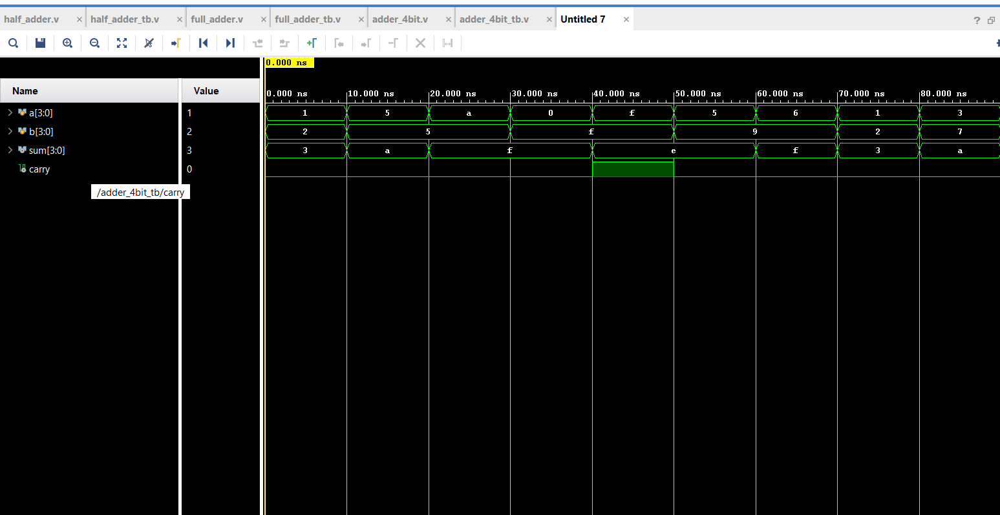 half_adder.v × half_adder_tb.v × full_adder.v × full_adder_tb.v × adder_4bit.v × adder_4bit_tb.v × Untitled 7 × ?
0.000 ns
Name Value
0.000 ns 10.000 ns 20.000 ns 30.000 ns 40.000 ns 50.000 ns 60.000 ns 70.000 ns 80.000 ns
a[3:0] 1 1 5 a 0 f 5 6 1 3
b[3:0] 2 2 5 f 9 2 7
sum[3:0] 3 3 a f e f 3 a
carry 0
/adder_4bit_tb/carry